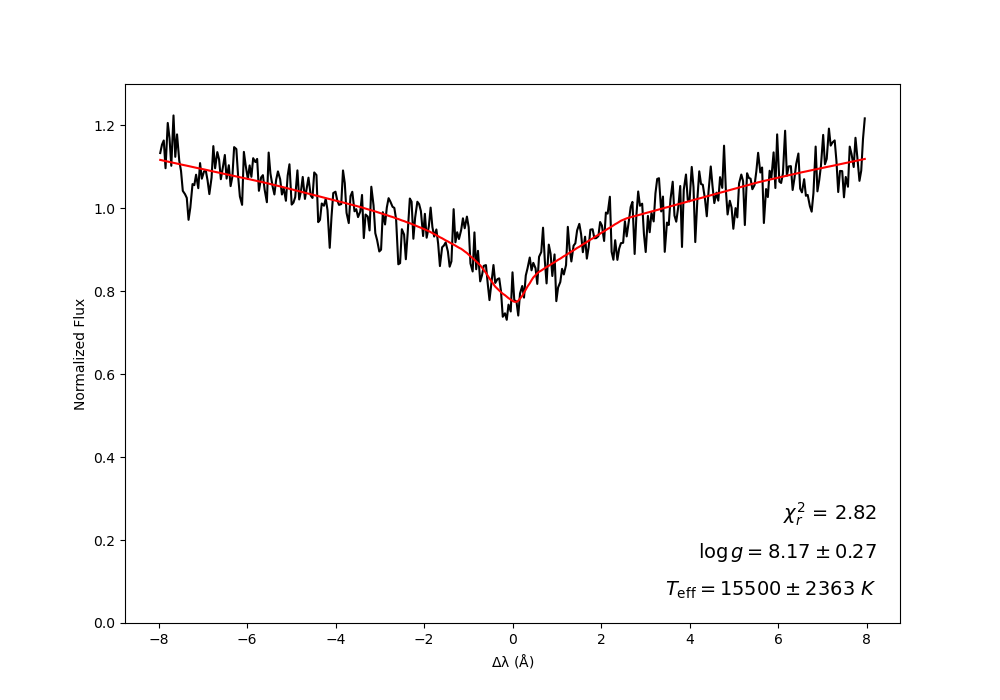 1.2
1.0
0.8
0.6
0.4
0.2
0.0
Normalized Flux
χ²ᵣ = 2.82
log g = 8.17 ± 0.27
T_eff = 15500 ± 2363 K
−8 −6 −4 −2 0 2 4 6 8
Δλ (Å)